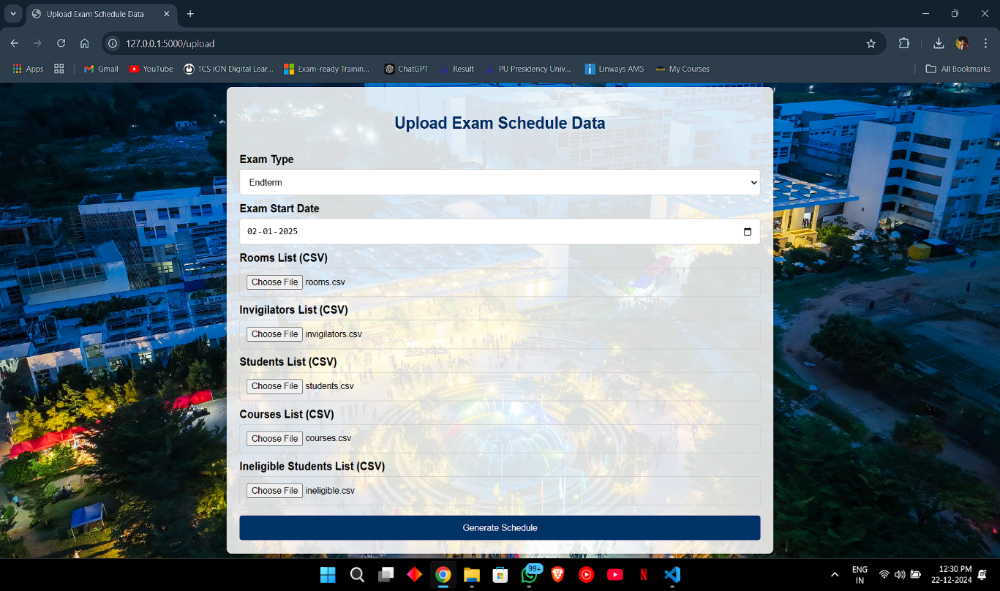 Upload Exam Schedule Data
127.0.0.1:5000/upload
Apps
Gmail
YouTube
TCS iON Digital Lear...
Exam-ready Trainin...
ChatGPT
Result
PU Presidency Univ...
Linways AMS
My Courses
All Bookmarks
Upload Exam Schedule Data
Exam Type
Endterm
Exam Start Date
02-01-2025
Rooms List (CSV)
Choose File rooms.csv
Invigilators List (CSV)
Choose File invigilators.csv
Students List (CSV)
Choose File students.csv
Courses List (CSV)
Choose File courses.csv
Ineligible Students List (CSV)
Choose File ineligible.csv
Generate Schedule
School of Management
99+
N
ENG
IN
12:30 PM
22-12-2024